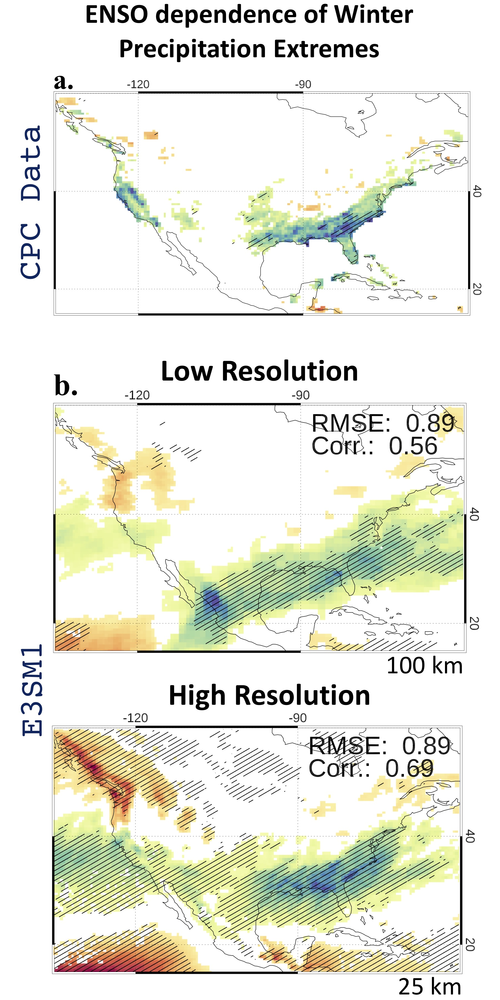 ENSO dependence of Winter
Precipitation Extremes
a.
-120 -90
CPC Data
40
20
Low Resolution
b.
-120 -90
RMSE: 0.89
Corr.: 0.56
40
20
100 km
E3SM1
High Resolution
-120 -90
RMSE: 0.89
Corr.: 0.69
40
20
25 km